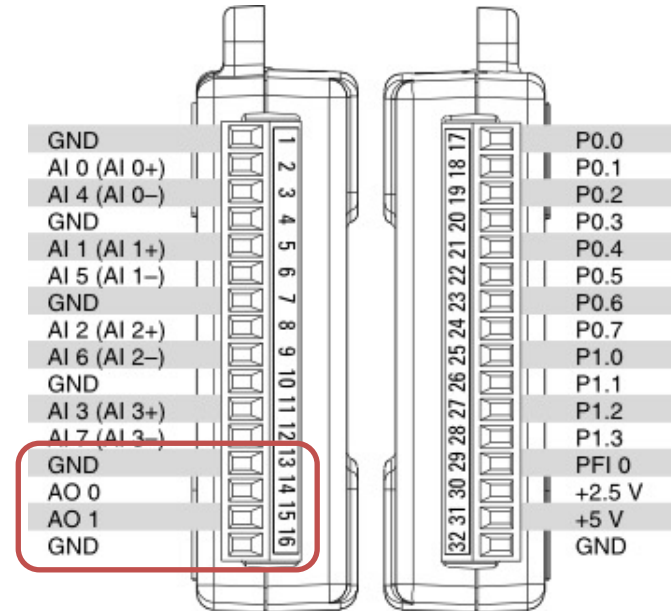 GND 1
AI 0 (AI 0+) 2
AI 4 (AI 0–) 3
GND 4
AI 1 (AI 1+) 5
AI 5 (AI 1–) 6
GND 7
AI 2 (AI 2+) 8
AI 6 (AI 2–) 9
GND 10
AI 3 (AI 3+) 11
AI 7 (AI 3–) 12
GND 13
AO 0 14
AO 1 15
GND 16
17 P0.0
18 P0.1
19 P0.2
20 P0.3
21 P0.4
22 P0.5
23 P0.6
24 P0.7
25 P1.0
26 P1.1
27 P1.2
28 P1.3
29 PFI 0
30 +2.5 V
31 +5 V
32 GND